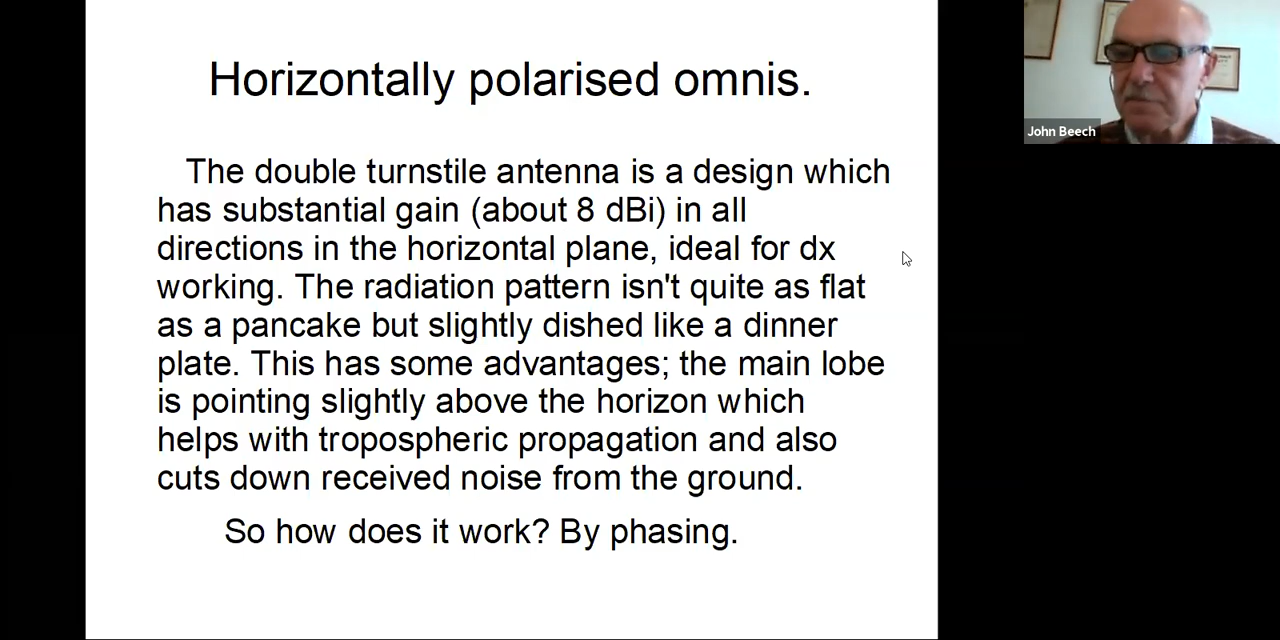 Horizontally polarised omnis.
The double turnstile antenna is a design which
has substantial gain (about 8 dBi) in all
directions in the horizontal plane, ideal for dx
working. The radiation pattern isn't quite as flat
as a pancake but slightly dished like a dinner
plate. This has some advantages; the main lobe
is pointing slightly above the horizon which
helps with tropospheric propagation and also
cuts down received noise from the ground.
So how does it work? By phasing.
John Beech